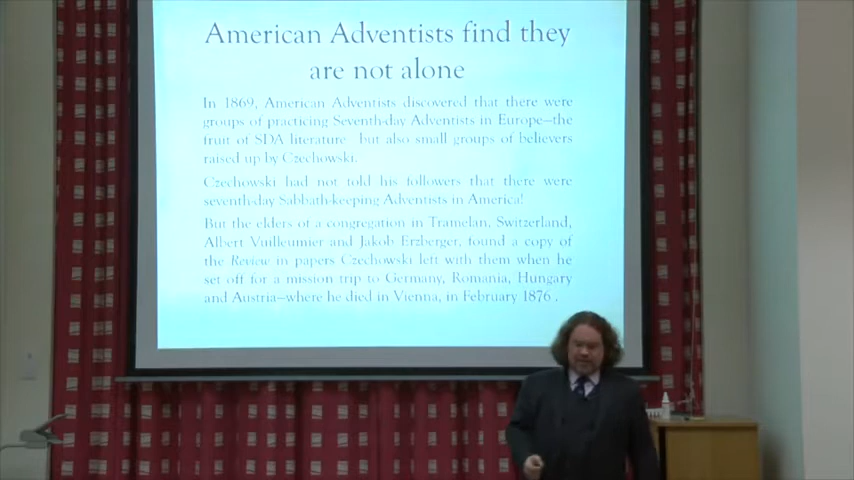 American Adventists find they
are not alone
In 1869, American Adventists discovered that there were
groups of practicing Seventh-day Adventists in Europe—the
fruit of SDA literature but also small groups of believers
raised up by Czechowski.
Czechowski had not told his followers that there were
seventh-day Sabbath-keeping Adventists in America!
But the elders of a congregation in Tramelan, Switzerland,
Albert Vuilleumier and Jakob Erzberger, found a copy of
the Review in papers Czechowski left with them when he
set off for a mission trip to Germany, Romania, Hungary
and Austria—where he died in Vienna, in February 1876 .